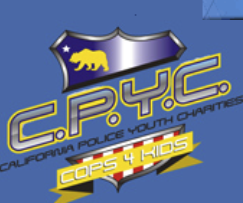 C.P.Y.C.
CALIFORNIA POLICE YOUTH CHARITIES
COPS 4 KIDS